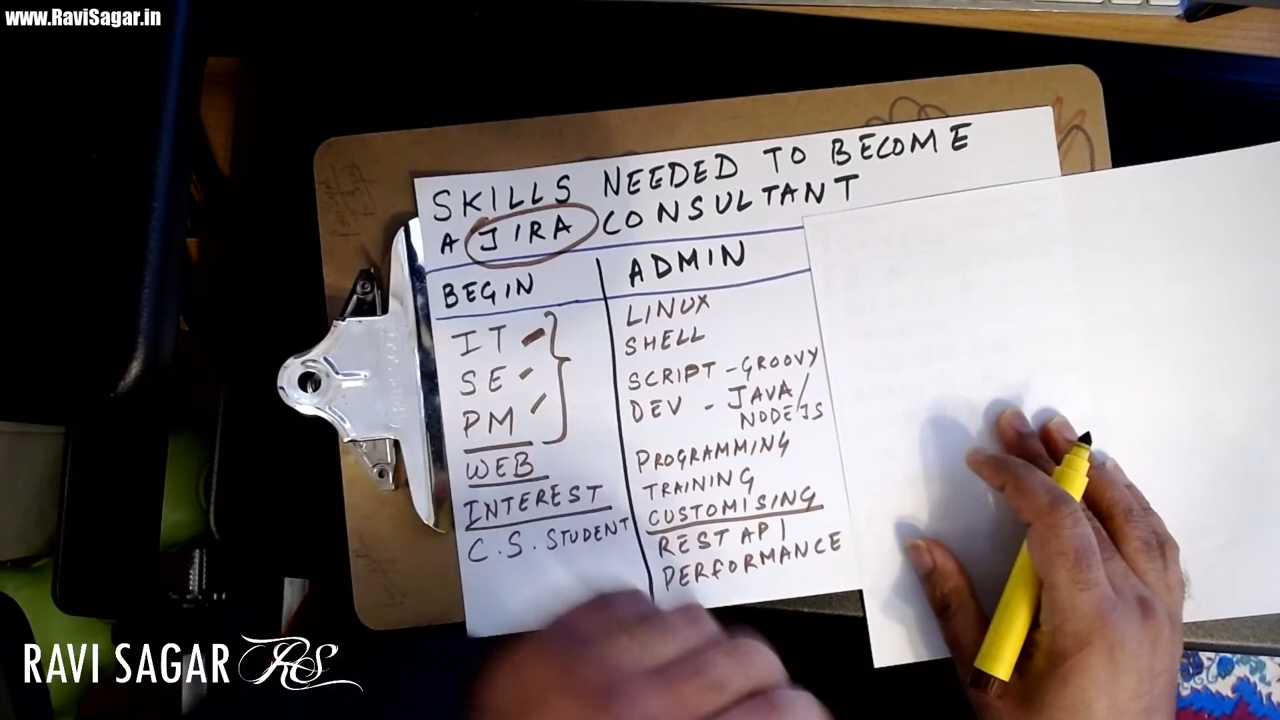 www.RaviSagar.in
SKILLS NEEDED TO BECOME
A JIRA CONSULTANT
BEGIN
IT
SE
PM
WEB
INTEREST
C.S. STUDENT
ADMIN
LINUX
SHELL
SCRIPT - GROOVY
DEV - JAVA/
NODEJS
PROGRAMMING
TRAINING
CUSTOMISING
REST API
PERFORMANCE
RAVI SAGAR RS